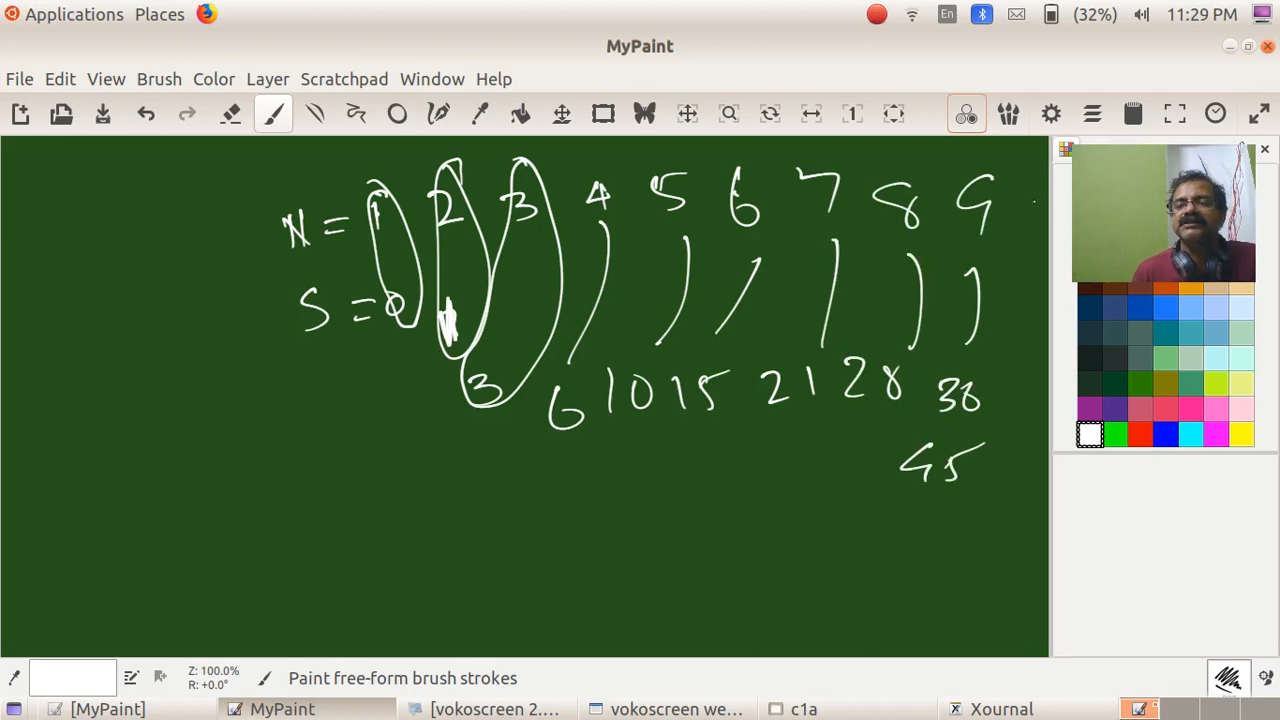 Applications Places En (32%) 11:29 PM
MyPaint
File Edit View Brush Color Layer Scratchpad Window Help
N = 1 2 3 4 5 6 7 8 9
S = 0
3 6 10 15 21 28 38
45
Z: 100.0%
R: +0.0°
Paint free-form brush strokes
[MyPaint] MyPaint [vokoscreen 2.... vokoscreen we... c1a Xournal